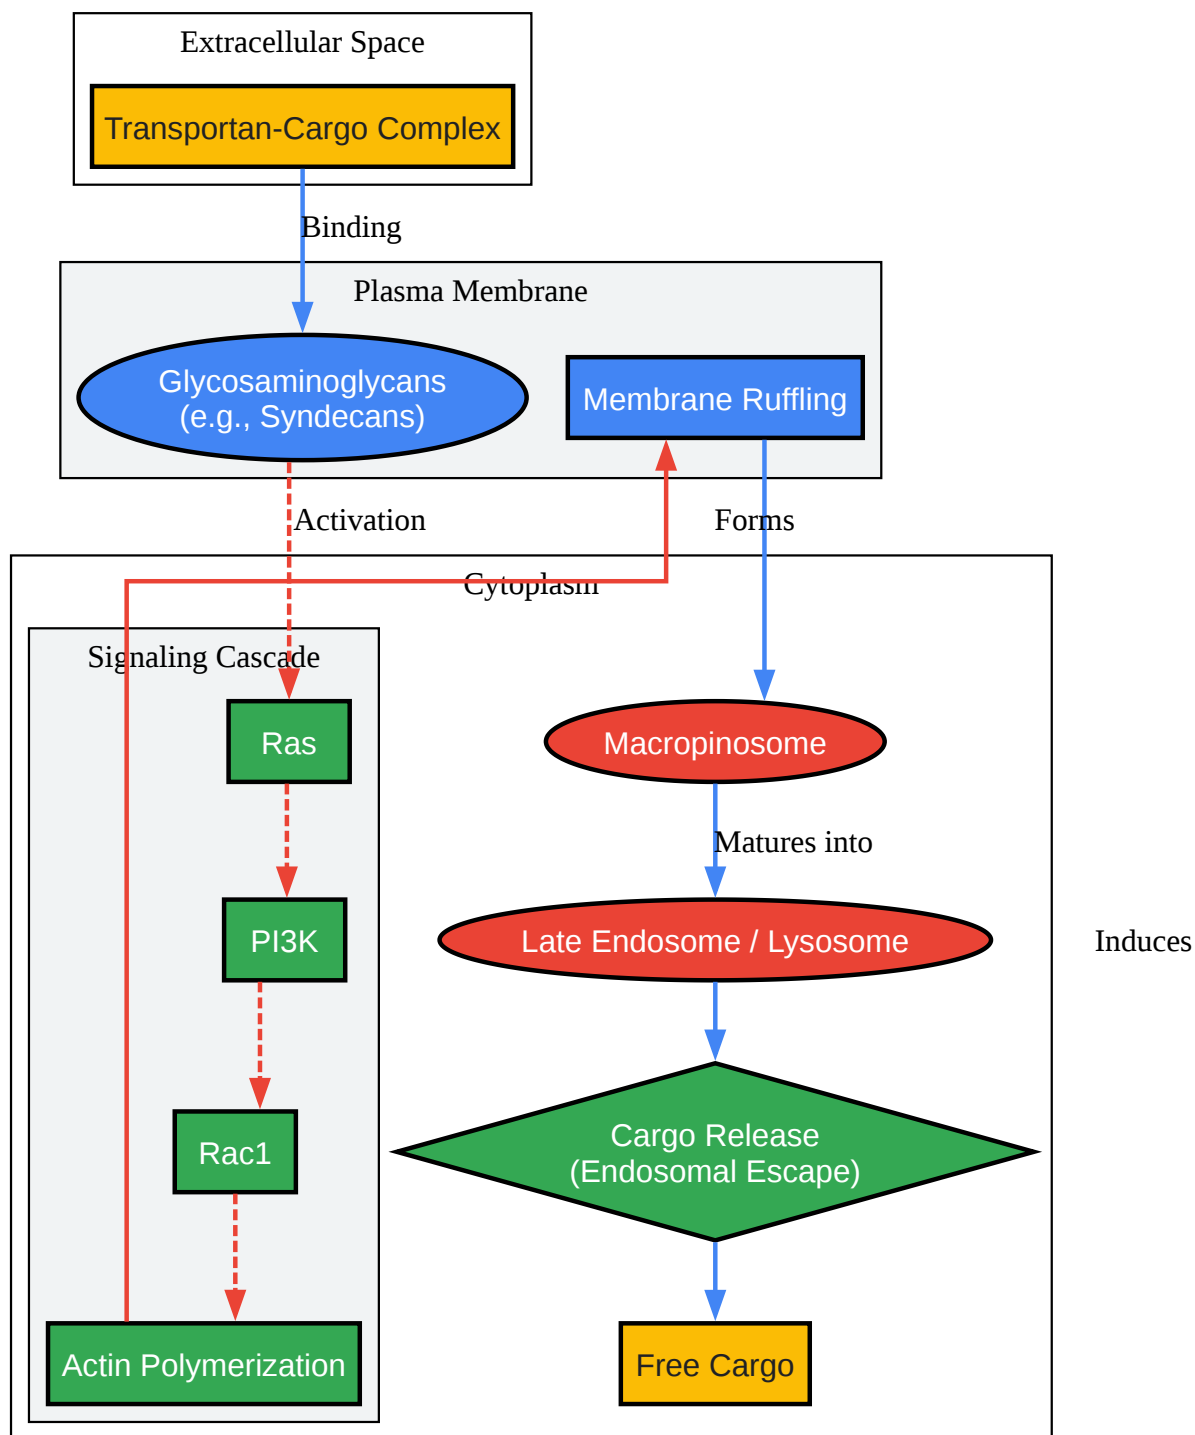 Extracellular Space
Transportan-Cargo Complex
Binding
Plasma Membrane
Glycosaminoglycans
(e.g., Syndecans)
Membrane Ruffling
Activation
Forms
Cytoplasm
Signaling Cascade
Ras
Macropinosome
Matures into
PI3K
Late Endosome / Lysosome
Induces
Rac1
Cargo Release
(Endosomal Escape)
Actin Polymerization
Free Cargo